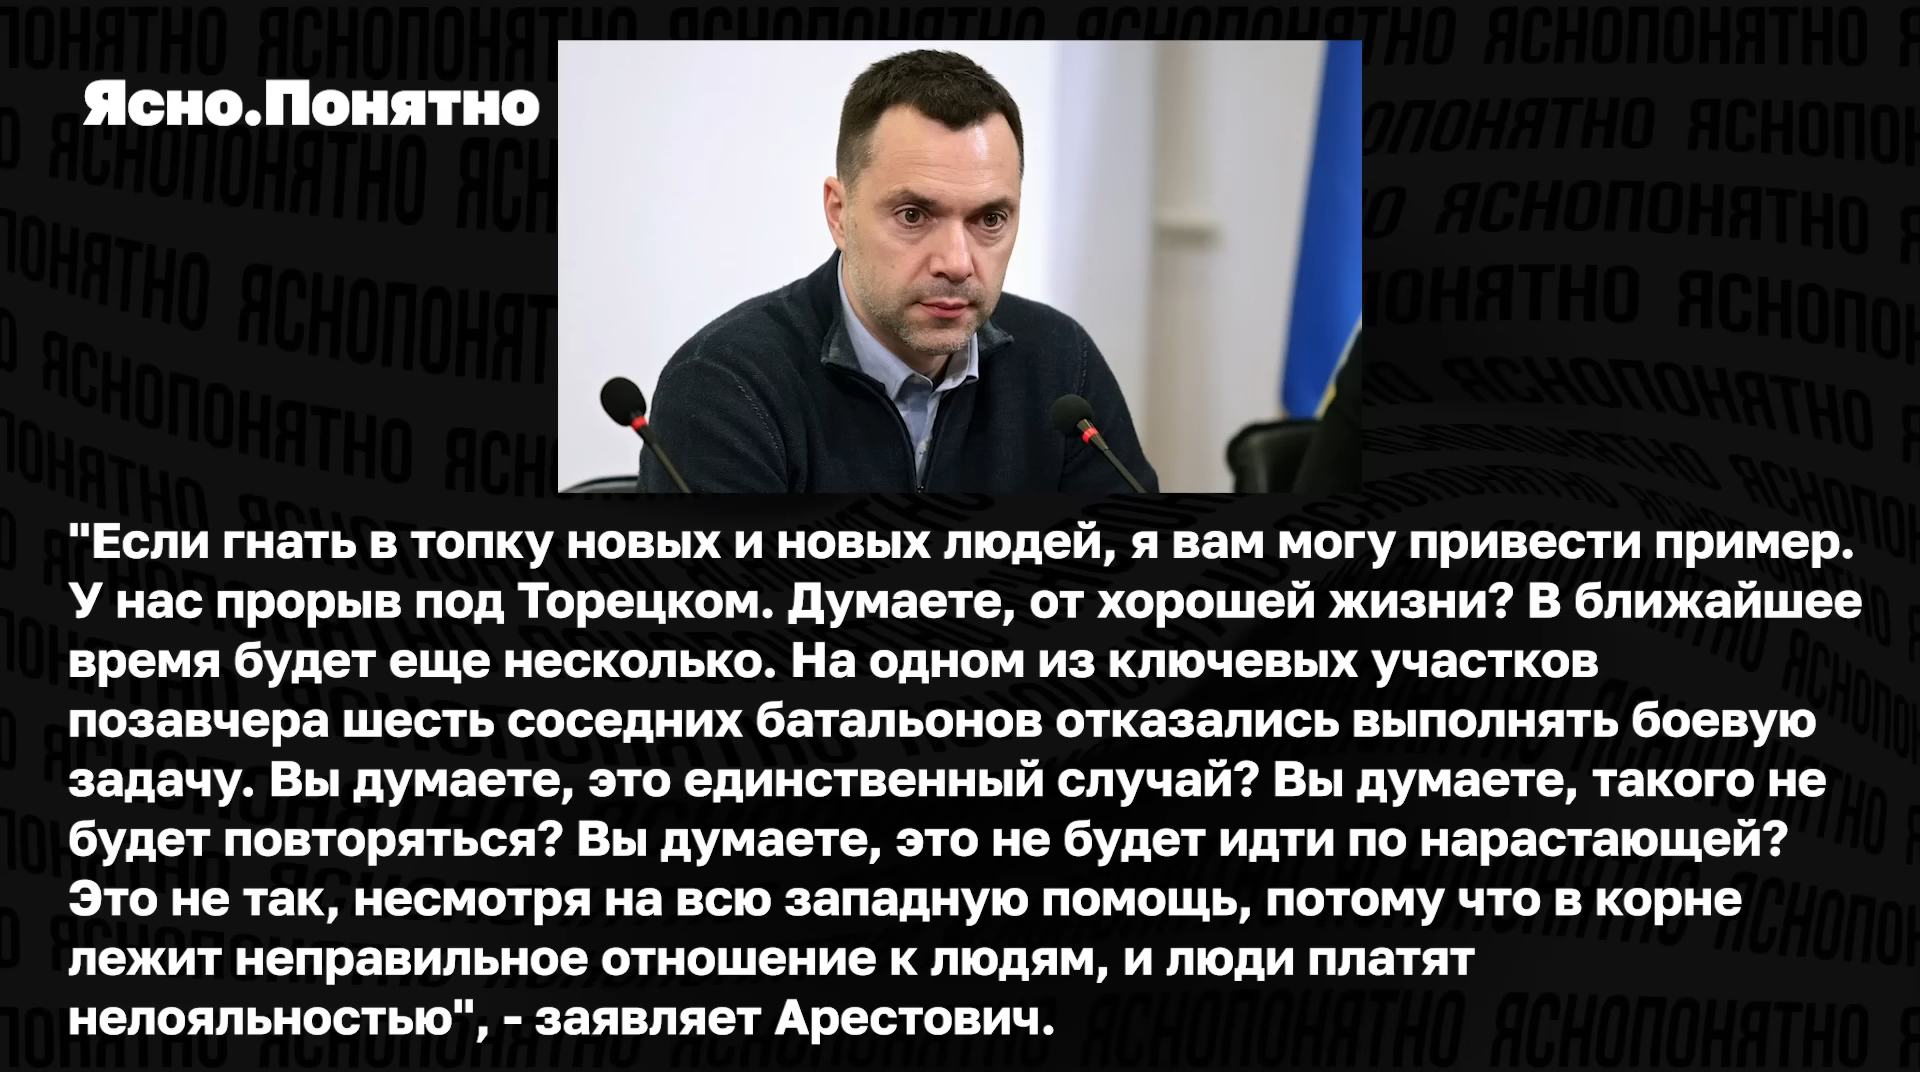 Ясно.Понятно
"Если гнать в топку новых и новых людей, я вам могу привести пример.
У нас прорыв под Торецком. Думаете, от хорошей жизни? В ближайшее
время будет еще несколько. На одном из ключевых участков
позавчера шесть соседних батальонов отказались выполнять боевую
задачу. Вы думаете, это единственный случай? Вы думаете, такого не
будет повторяться? Вы думаете, это не будет идти по нарастающей?
Это не так, несмотря на всю западную помощь, потому что в корне
лежит неправильное отношение к людям, и люди платят
нелояльностью", - заявляет Арестович.